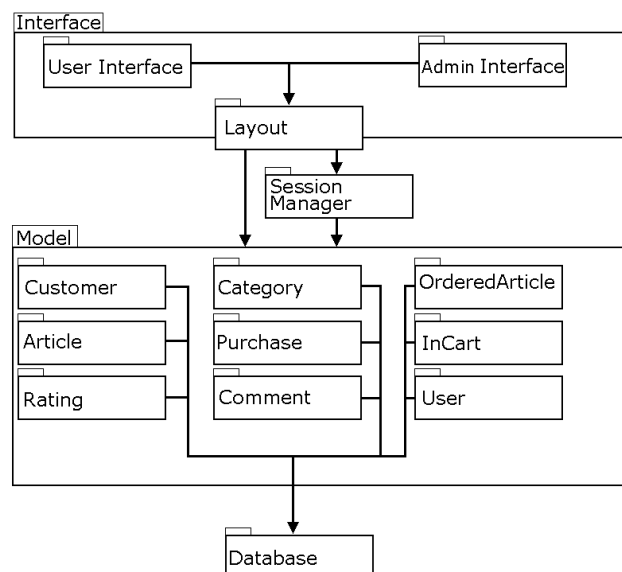 Interface
User Interface
Admin Interface
Layout
Session
Manager
Model
Customer
Category
OrderedArticle
Article
Purchase
InCart
Rating
Comment
User
Database